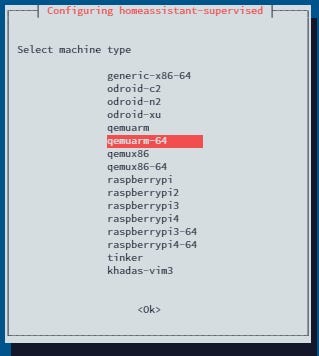 Configuring homeassistant-supervised
Select machine type
generic-x86-64
odroid-c2
odroid-n2
odroid-xu
qemuarm
qemuarm-64
qemux86
qemux86-64
raspberrypi
raspberrypi2
raspberrypi3
raspberrypi4
raspberrypi3-64
raspberrypi4-64
tinker
khadas-vim3
<Ok>